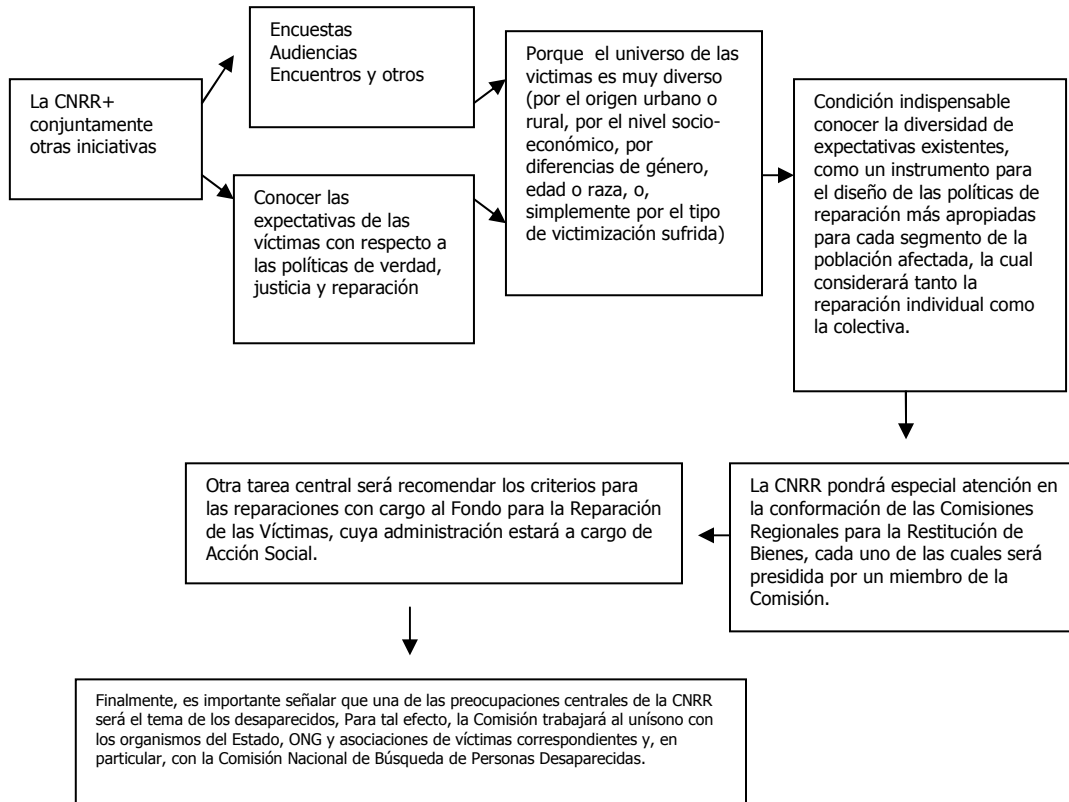 La CNRR+
conjuntamente
otras iniciativas
Encuestas
Audiencias
Encuentros y otros
Conocer las
expectativas de las
víctimas con respecto a
las políticas de verdad,
justicia y reparación
Porque el universo de las
victimas es muy diverso
(por el origen urbano o
rural, por el nivel socio-
económico, por
diferencias de género,
edad o raza, o,
simplemente por el tipo
de victimización sufrida)
Condición indispensable
conocer la diversidad de
expectativas existentes,
como un instrumento para
el diseño de las políticas de
reparación más apropiadas
para cada segmento de la
población afectada, la cual
considerará tanto la
reparación individual como
la colectiva.
La CNRR pondrá especial atención en
la conformación de las Comisiones
Regionales para la Restitución de
Bienes, cada uno de las cuales será
presidida por un miembro de la
Comisión.
Otra tarea central será recomendar los criterios para
las reparaciones con cargo al Fondo para la Reparación
de las Víctimas, cuya administración estará a cargo de
Acción Social.
Finalmente, es importante señalar que una de las preocupaciones centrales de la CNRR
será el tema de los desaparecidos, Para tal efecto, la Comisión trabajará al unísono con
los organismos del Estado, ONG y asociaciones de víctimas correspondientes y, en
particular, con la Comisión Nacional de Búsqueda de Personas Desaparecidas.